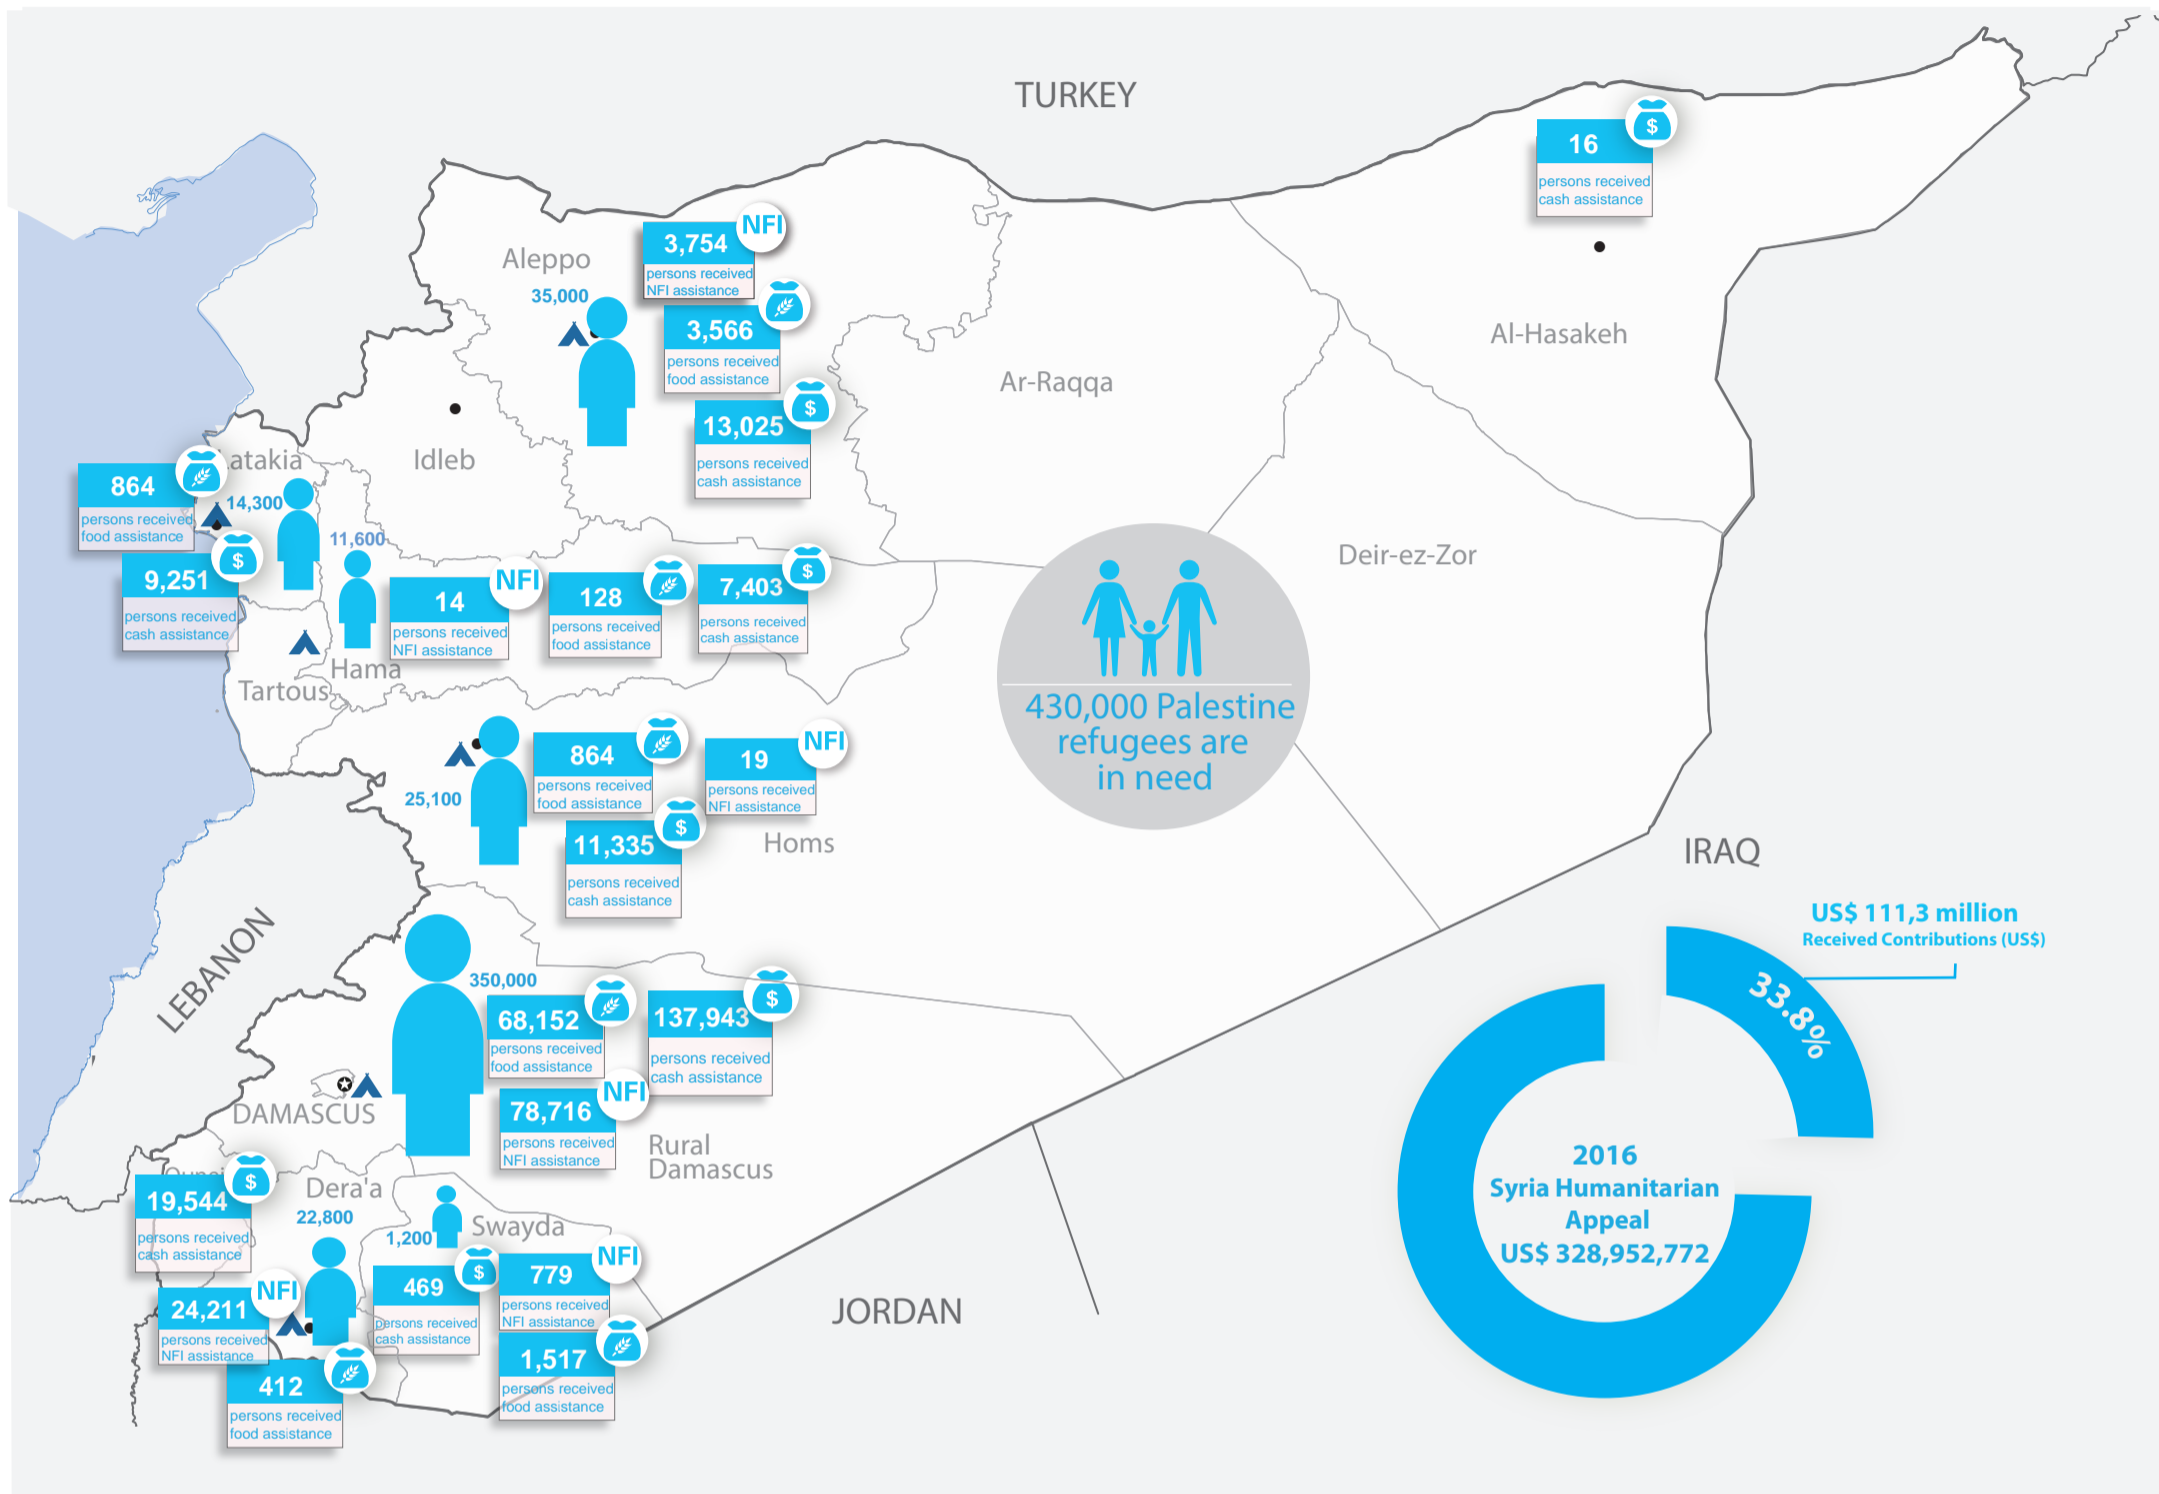 TURKEY
16
$
persons received
cash assistance
NFI
3,754
persons received
NFI assistance
Aleppo
35,000
3,566
persons received
food assistance
Al-Hasakeh
Ar-Raqqa
$
13,025
persons received
cash assistance
Latakia
Idleb
864
persons received
food assistance
14,300
11,600
$
9,251
persons received
cash assistance
NFI
14
persons received
NFI assistance
128
persons received
food assistance
$
7,403
persons received
cash assistance
Deir-ez-Zor
Hama
Tartous
430,000 Palestine
refugees are
in need
864
persons received
food assistance
NFI
19
persons received
NFI assistance
25,100
$
11,335
persons received
cash assistance
Homs
IRAQ
LEBANON
US$ 111,3 million
Received Contributions (US$)
33.8%
350,000
68,152
persons received
food assistance
$
137,943
persons received
cash assistance
NFI
78,716
persons received
NFI assistance
DAMASCUS
Rural
Damascus
$
19,544
persons received
cash assistance
Dera'a
22,800
1,200
Swayda
2016
Syria Humanitarian
Appeal
US$ 328,952,772
NFI
24,211
persons received
NFI assistance
$
469
persons received
cash assistance
NFI
779
persons received
NFI assistance
JORDAN
1,517
persons received
food assistance
412
persons received
food assistance